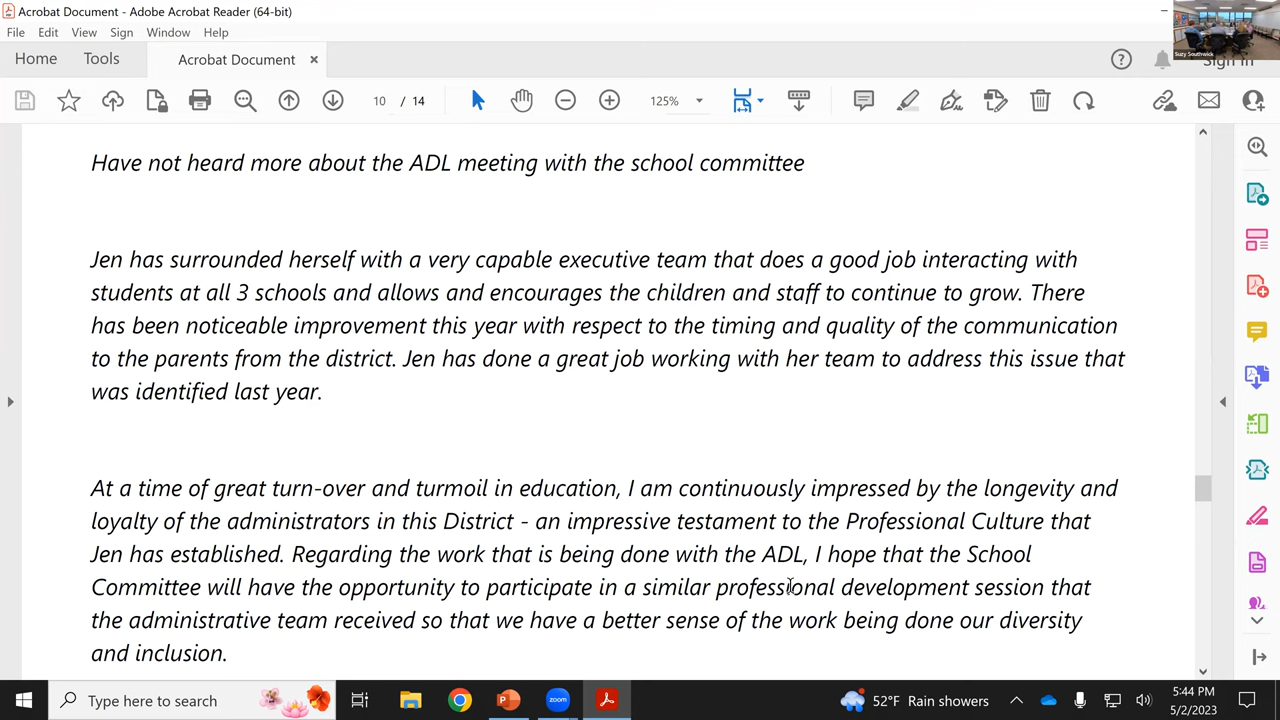 Acrobat Document - Adobe Acrobat Reader (64-bit)
File Edit View Sign Window Help
Suzy Southwick
Home Tools Acrobat Document × Sign In
10 / 14 125%
Have not heard more about the ADL meeting with the school committee
Jen has surrounded herself with a very capable executive team that does a good job interacting with
students at all 3 schools and allows and encourages the children and staff to continue to grow. There
has been noticeable improvement this year with respect to the timing and quality of the communication
to the parents from the district. Jen has done a great job working with her team to address this issue that
was identified last year.
At a time of great turn-over and turmoil in education, I am continuously impressed by the longevity and
loyalty of the administrators in this District - an impressive testament to the Professional Culture that
Jen has established. Regarding the work that is being done with the ADL, I hope that the School
Committee will have the opportunity to participate in a similar professional development session that
the administrative team received so that we have a better sense of the work being done our diversity
and inclusion.
Type here to search zoom 52°F Rain showers 5:44 PM
5/2/2023